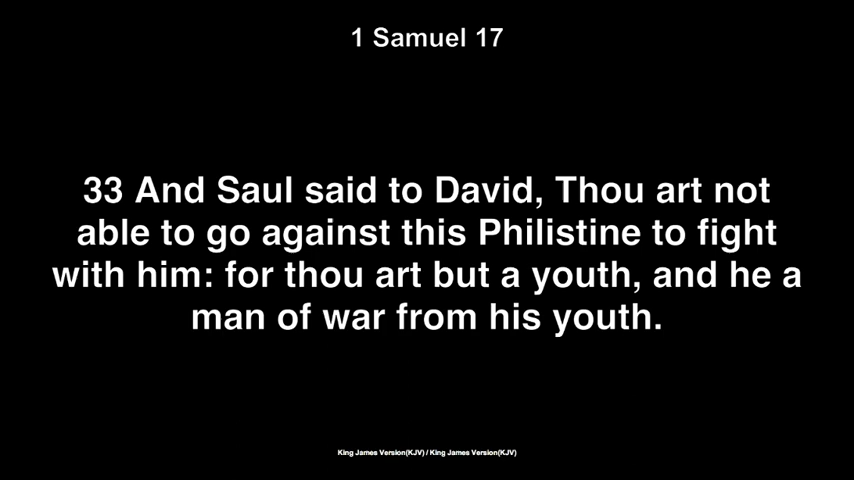 1 Samuel 17
33 And Saul said to David, Thou art not
able to go against this Philistine to fight
with him: for thou art but a youth, and he a
man of war from his youth.
King James Version(KJV) / King James Version(KJV)